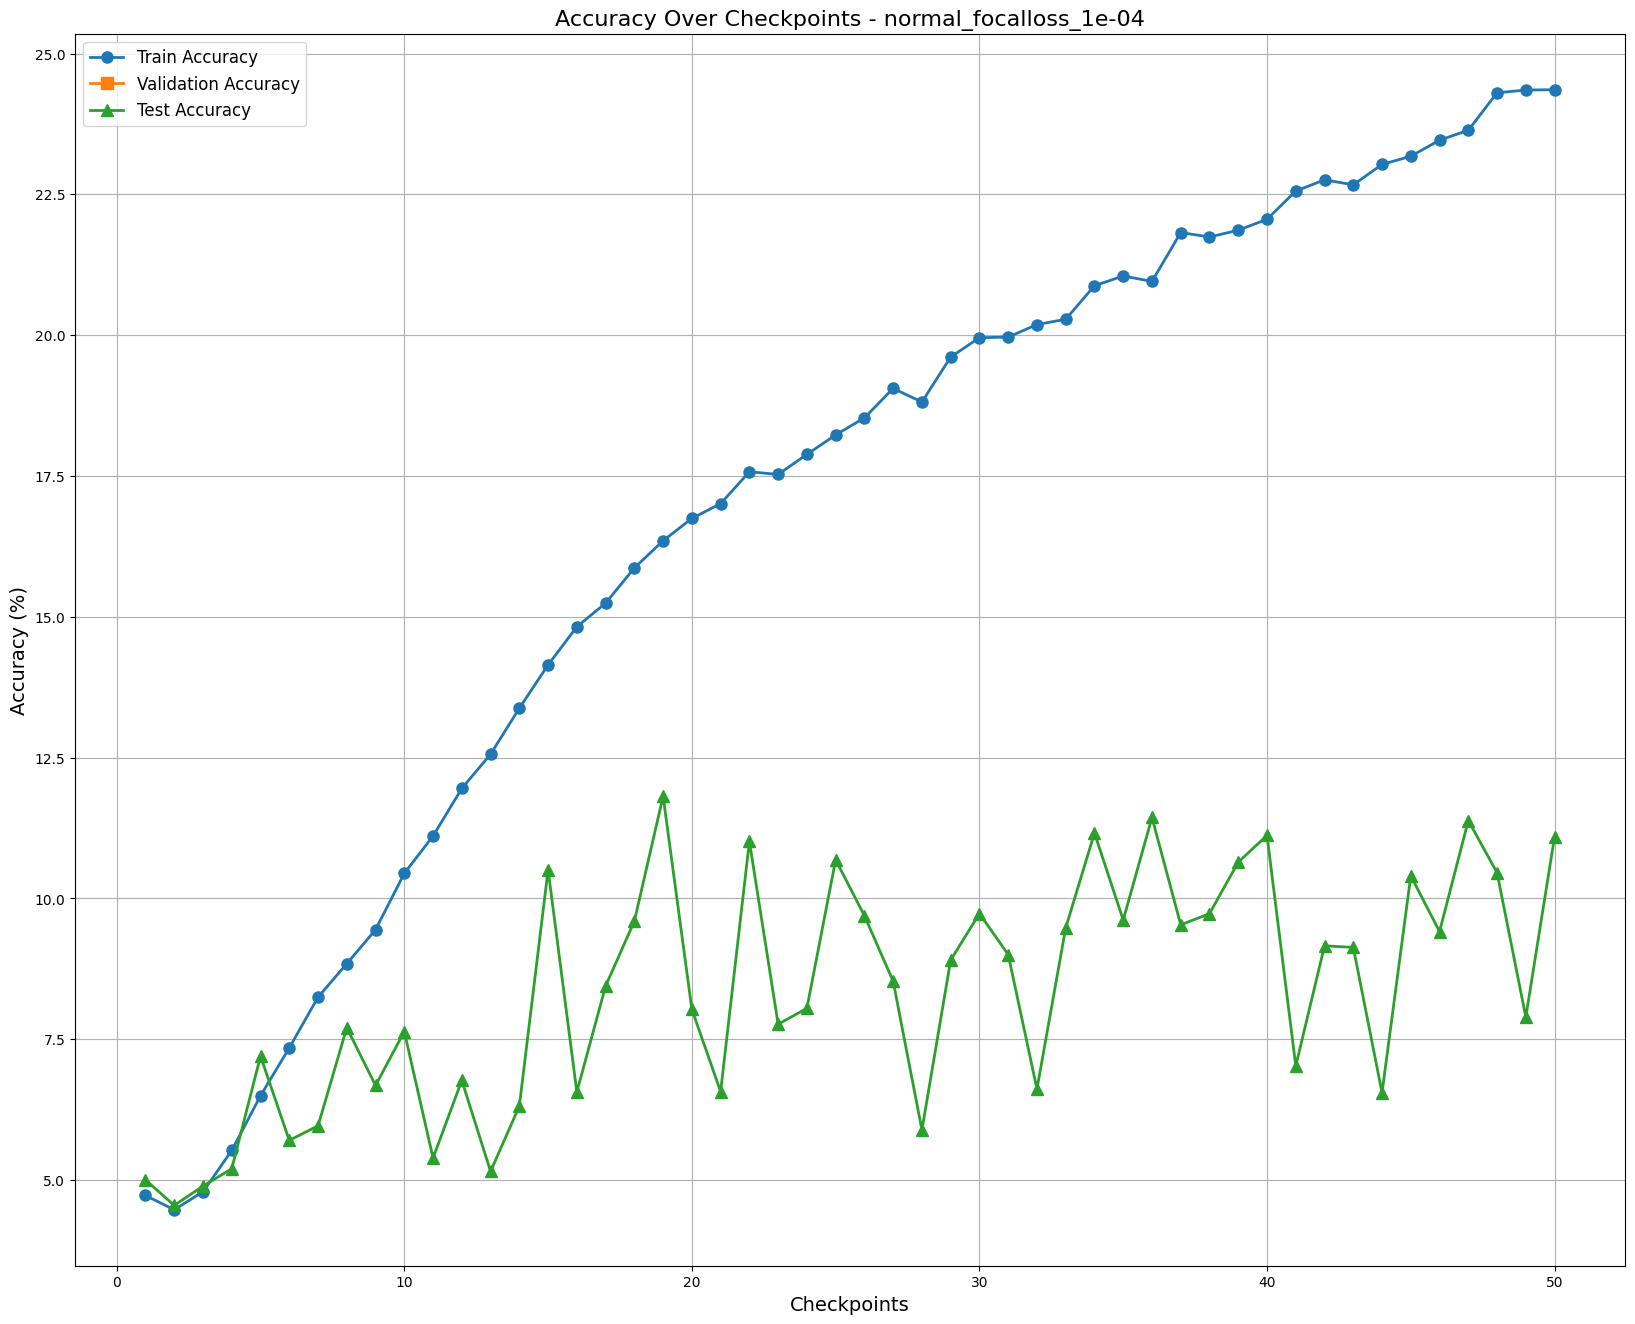 Accuracy Over Checkpoints - normal_focalloss_1e-04
Train Accuracy
Validation Accuracy
Test Accuracy
Accuracy (%)
25.0
22.5
20.0
17.5
15.0
12.5
10.0
7.5
5.0
0 10 20 30 40 50
Checkpoints